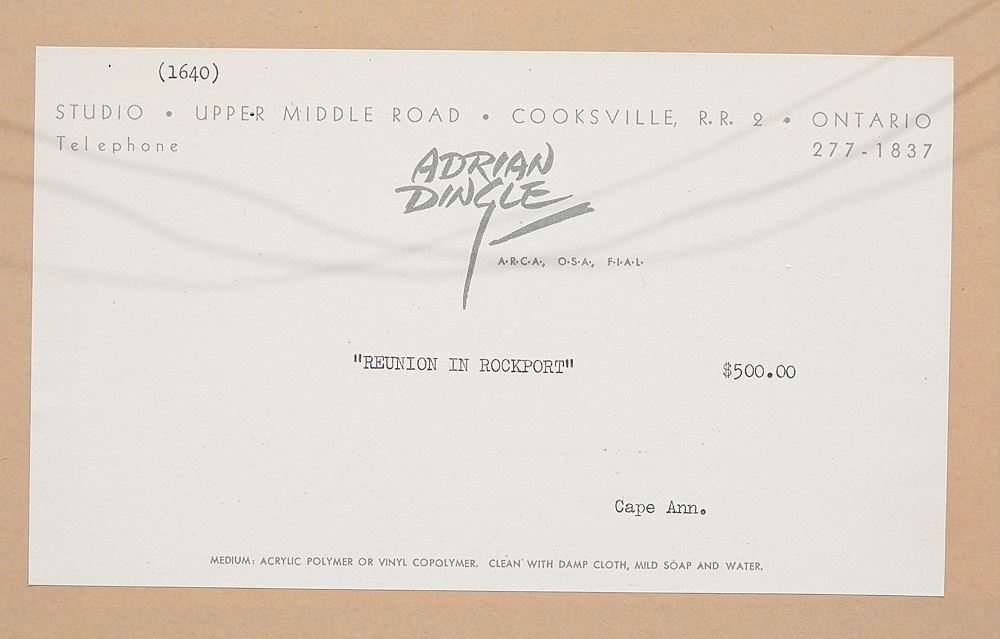 (1640)
STUDIO • UPPER MIDDLE ROAD • COOKSVILLE, R.R. 2 • ONTARIO
Telephone 277-1837
ADRIAN
DINGLE
A·R·C·A·, O·S·A·, F·I·A·L·
"REUNION IN ROCKPORT" $500.00
Cape Ann.
MEDIUM: ACRYLIC POLYMER OR VINYL COPOLYMER. CLEAN WITH DAMP CLOTH, MILD SOAP AND WATER.